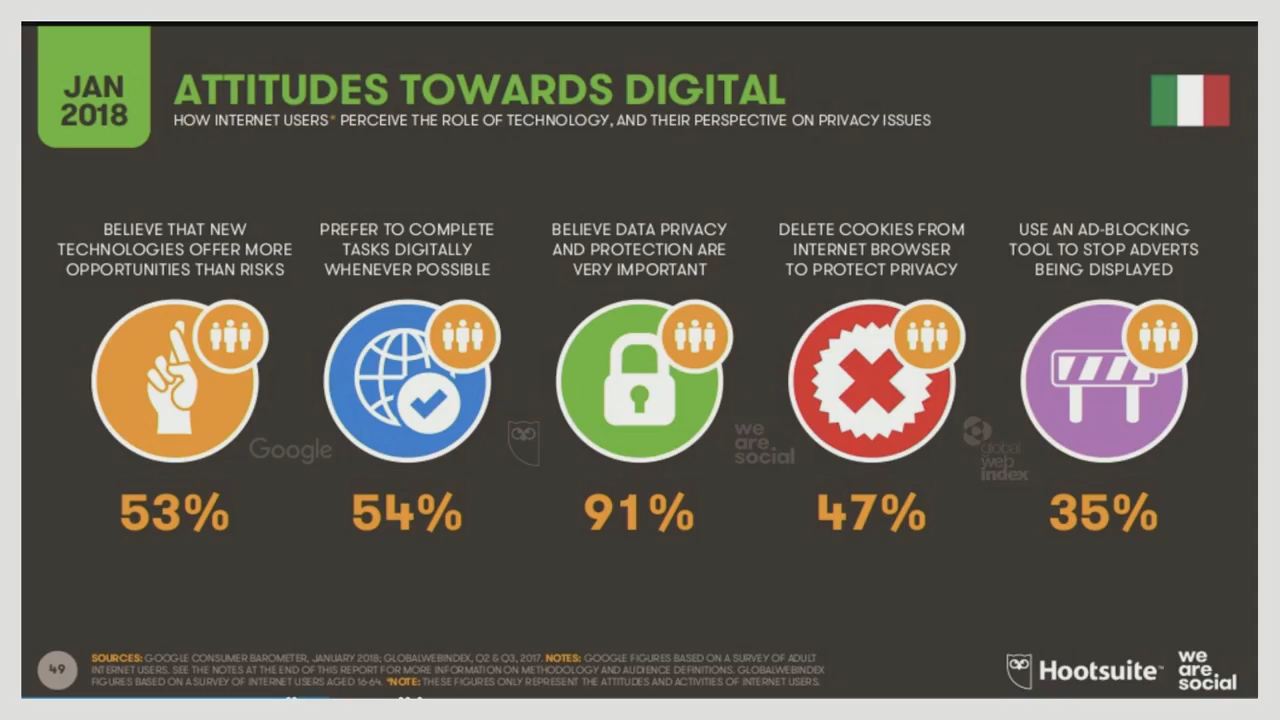 JAN
2018
ATTITUDES TOWARDS DIGITAL
HOW INTERNET USERS* PERCEIVE THE ROLE OF TECHNOLOGY, AND THEIR PERSPECTIVE ON PRIVACY ISSUES
BELIEVE THAT NEW
TECHNOLOGIES OFFER MORE
OPPORTUNITIES THAN RISKS
PREFER TO COMPLETE
TASKS DIGITALLY
WHENEVER POSSIBLE
BELIEVE DATA PRIVACY
AND PROTECTION ARE
VERY IMPORTANT
DELETE COOKIES FROM
INTERNET BROWSER
TO PROTECT PRIVACY
USE AN AD-BLOCKING
TOOL TO STOP ADVERTS
BEING DISPLAYED
Google
we
are
social
global
web
index
53%
54%
91%
47%
35%
49
SOURCES: GOOGLE CONSUMER BAROMETER, JANUARY 2018; GLOBALWEBINDEX, Q2 & Q3, 2017. NOTES: GOOGLE FIGURES BASED ON A SURVEY OF ADULT
INTERNET USERS. SEE THE NOTES AT THE END OF THIS REPORT FOR MORE INFORMATION ON METHODOLOGY AND AUDIENCE DEFINITIONS. GLOBALWEBINDEX
FIGURES BASED ON A SURVEY OF INTERNET USERS AGED 16-64. *NOTE: THESE FIGURES ONLY REPRESENT THE ATTITUDES AND ACTIVITIES OF INTERNET USERS.
Hootsuite™
we
are
social